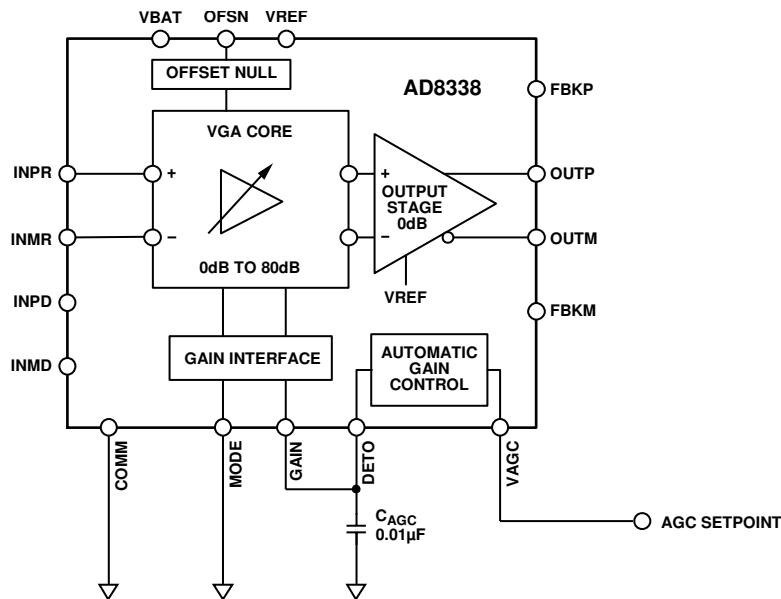 VBAT OFSN VREF
OFFSET NULL
AD8338
FBKP
VGA CORE
INPR
+
+
OUTP
OUTPUT
STAGE
0dB
INMR
−
−
OUTM
0dB TO 80dB
VREF
INPD
FBKM
INMD
GAIN INTERFACE
AUTOMATIC
GAIN
CONTROL
COMM
MODE
GAIN
DETO
VAGC
CAGC
0.01µF
AGC SETPOINT